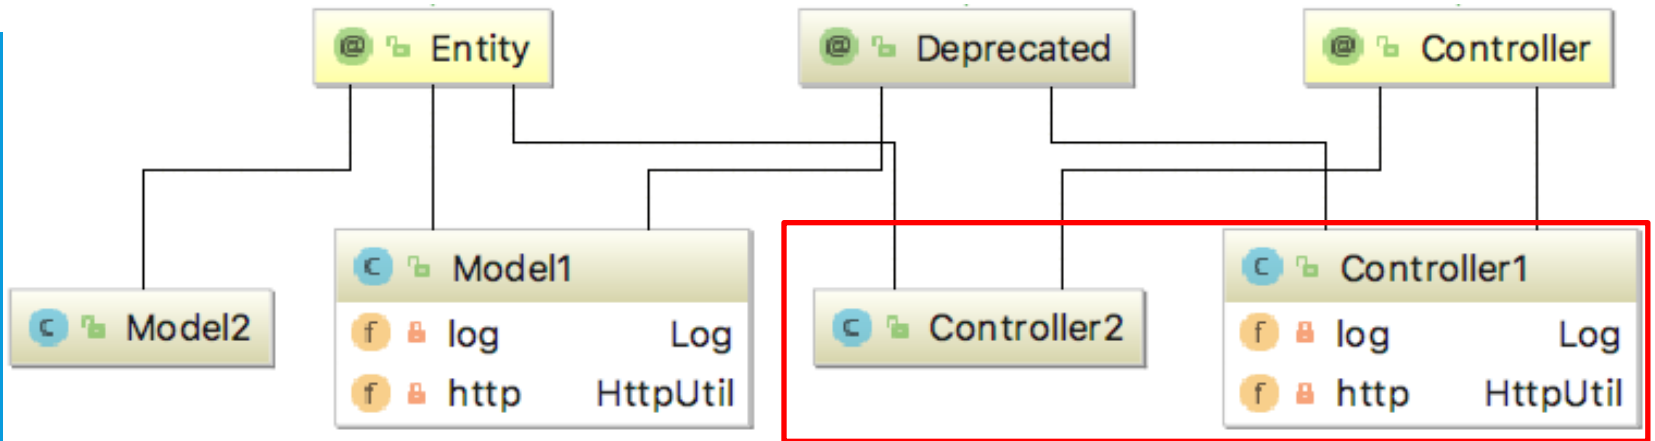 @ Entity
@ Deprecated
@ Controller
C Model1
C Controller1
C Model2
f log Log
C Controller2
f log Log
f http HttpUtil
f http HttpUtil